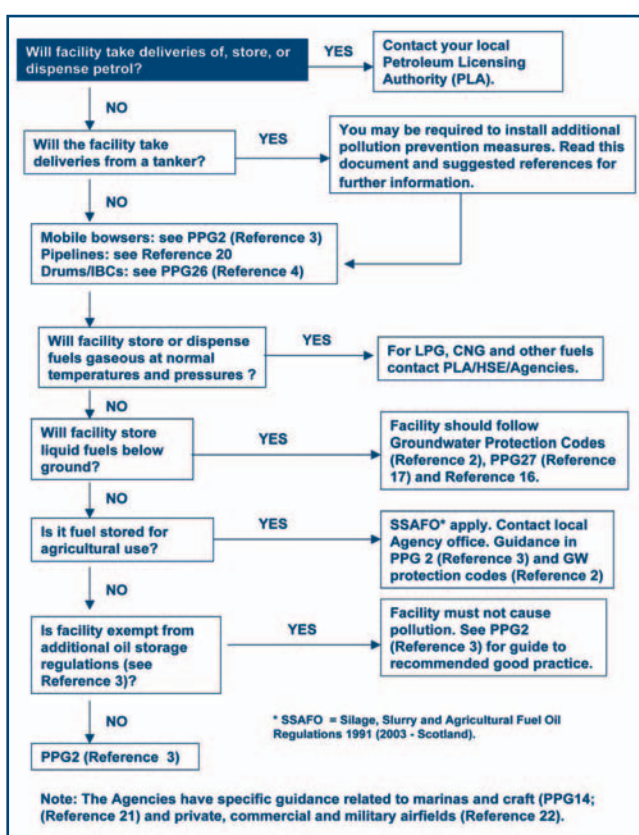 Will facility take deliveries of, store, or
dispense petrol?
YES
Contact your local
Petroleum Licensing
Authority (PLA).
NO
Will the facility take
deliveries from a tanker?
YES
You may be required to install additional
pollution prevention measures. Read this
document and suggested references for
further information.
NO
Mobile bowsers: see PPG2 (Reference 3)
Pipelines: see Reference 20
Drums/IBCs: see PPG26 (Reference 4)
Will facility store or dispense
fuels gaseous at normal
temperatures and pressures ?
YES
For LPG, CNG and other fuels
contact PLA/HSE/Agencies.
NO
Will facility store
liquid fuels below
ground?
YES
Facility should follow
Groundwater Protection Codes
(Reference 2), PPG27 (Reference
17) and Reference 16.
NO
Is it fuel stored for
agricultural use?
YES
SSAFO* apply. Contact local
Agency office. Guidance in
PPG 2 (Reference 3) and GW
protection codes (Reference 2)
NO
Is facility exempt from
additional oil storage
regulations (see
Reference 3)?
YES
Facility must not cause
pollution. See PPG2
(Reference 3) for guide to
recommended good practice.
NO
PPG2 (Reference 3)
* SSAFO = Silage, Slurry and Agricultural Fuel Oil
Regulations 1991 (2003 - Scotland).
Note: The Agencies have specific guidance related to marinas and craft (PPG14;
(Reference 21) and private, commercial and military airfields (Reference 22).